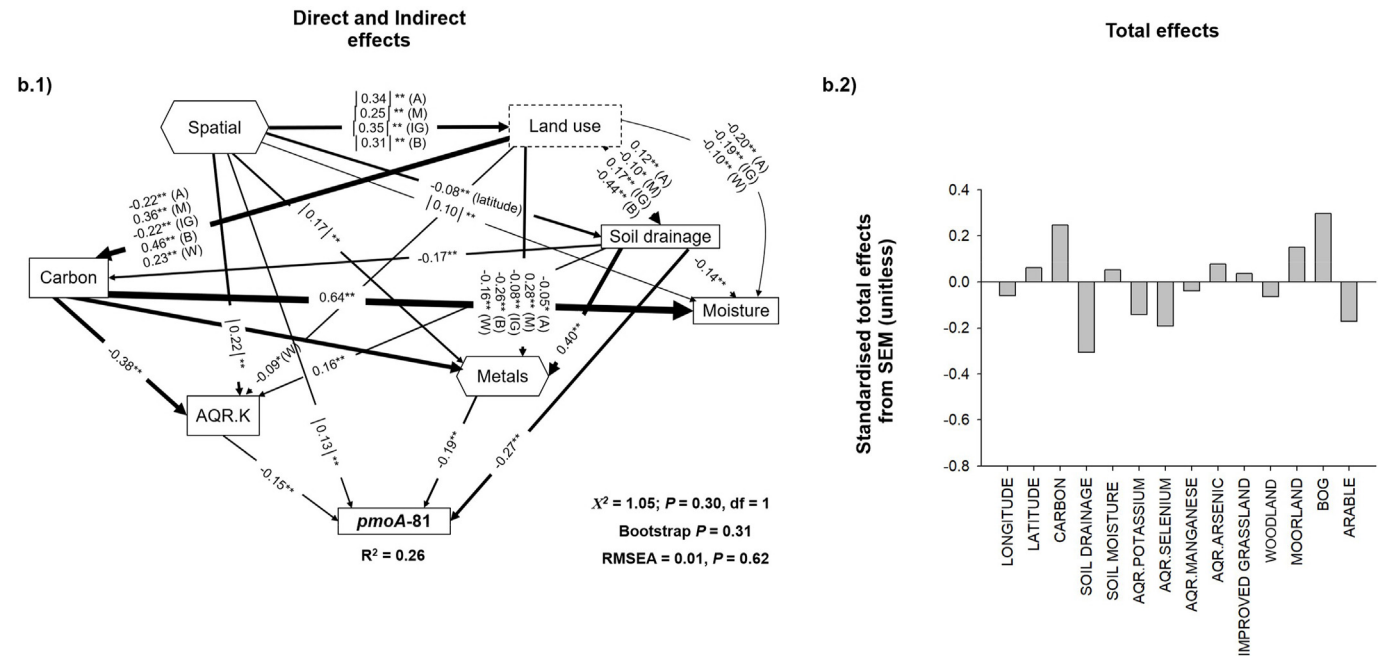 Direct and Indirect
effects
Total effects
b.1)
b.2)
Spatial
|0.34| ** (A)
|0.25| ** (M)
|0.35| ** (IG)
|0.31| ** (B)
Land use
-0.20** (A)
-0.19** (IG)
-0.10** (W)
0.12** (A)
-0.10* (M)
0.17** (IG)
-0.44** (B)
-0.22** (A)
0.36** (M)
-0.22** (IG)
0.46** (B)
0.23** (W)
-0.08** (latitude)
|0.10| **
|0.17| **
Soil drainage
-0.17**
-0.14**
Carbon
0.64**
-0.05* (A)
0.28** (M)
-0.08** (IG)
-0.26** (B)
-0.16** (W)
Moisture
|0.22| **
-0.09*(W)
0.16**
0.40**
-0.38**
Metals
AQR.K
|0.13| **
-0.19**
-0.27**
-0.15**
pmoA-81
R² = 0.26
X² = 1.05; P = 0.30, df = 1
Bootstrap P = 0.31
RMSEA = 0.01, P = 0.62
Standardised total effects
from SEM (unitless)
0.4
0.2
0.0
-0.2
-0.4
-0.6
-0.8
LONGITUDE
LATITUDE
CARBON
SOIL DRAINAGE
SOIL MOISTURE
AQR.POTASSIUM
AQR.SELENIUM
AQR.MANGANESE
AQR.ARSENIC
IMPROVED GRASSLAND
WOODLAND
MOORLAND
BOG
ARABLE